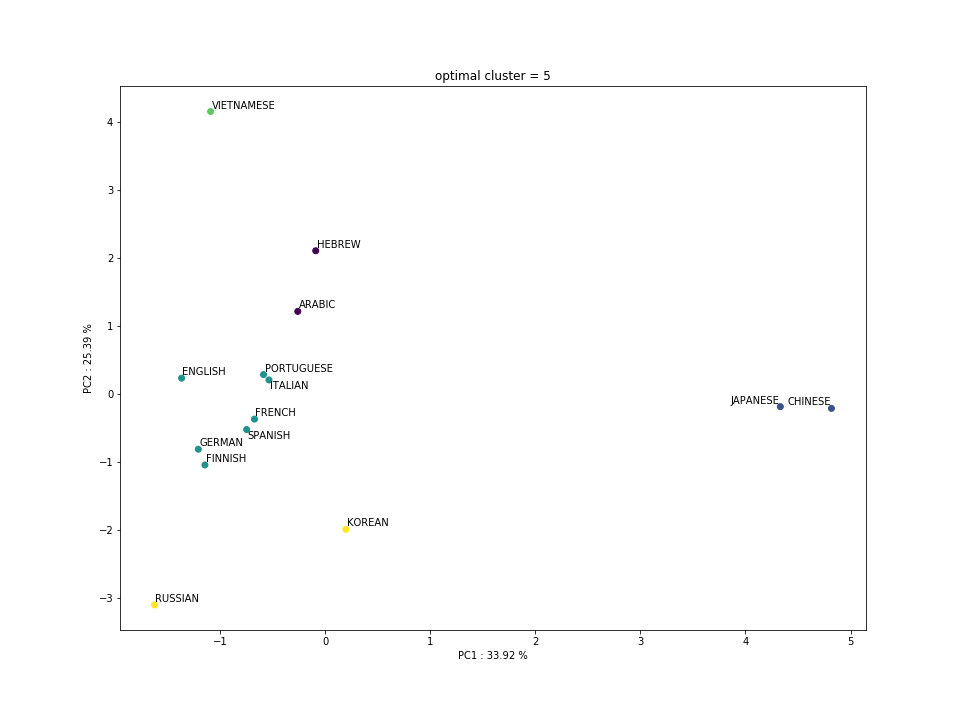 optimal cluster = 5
VIETNAMESE
HEBREW
ARABIC
ENGLISH
PORTUGUESE
ITALIAN
JAPANESE
CHINESE
FRENCH
SPANISH
GERMAN
FINNISH
KOREAN
RUSSIAN
4
3
2
1
0
−1
−2
−3
PC2 : 25.39 %
−1 0 1 2 3 4 5
PC1 : 33.92 %